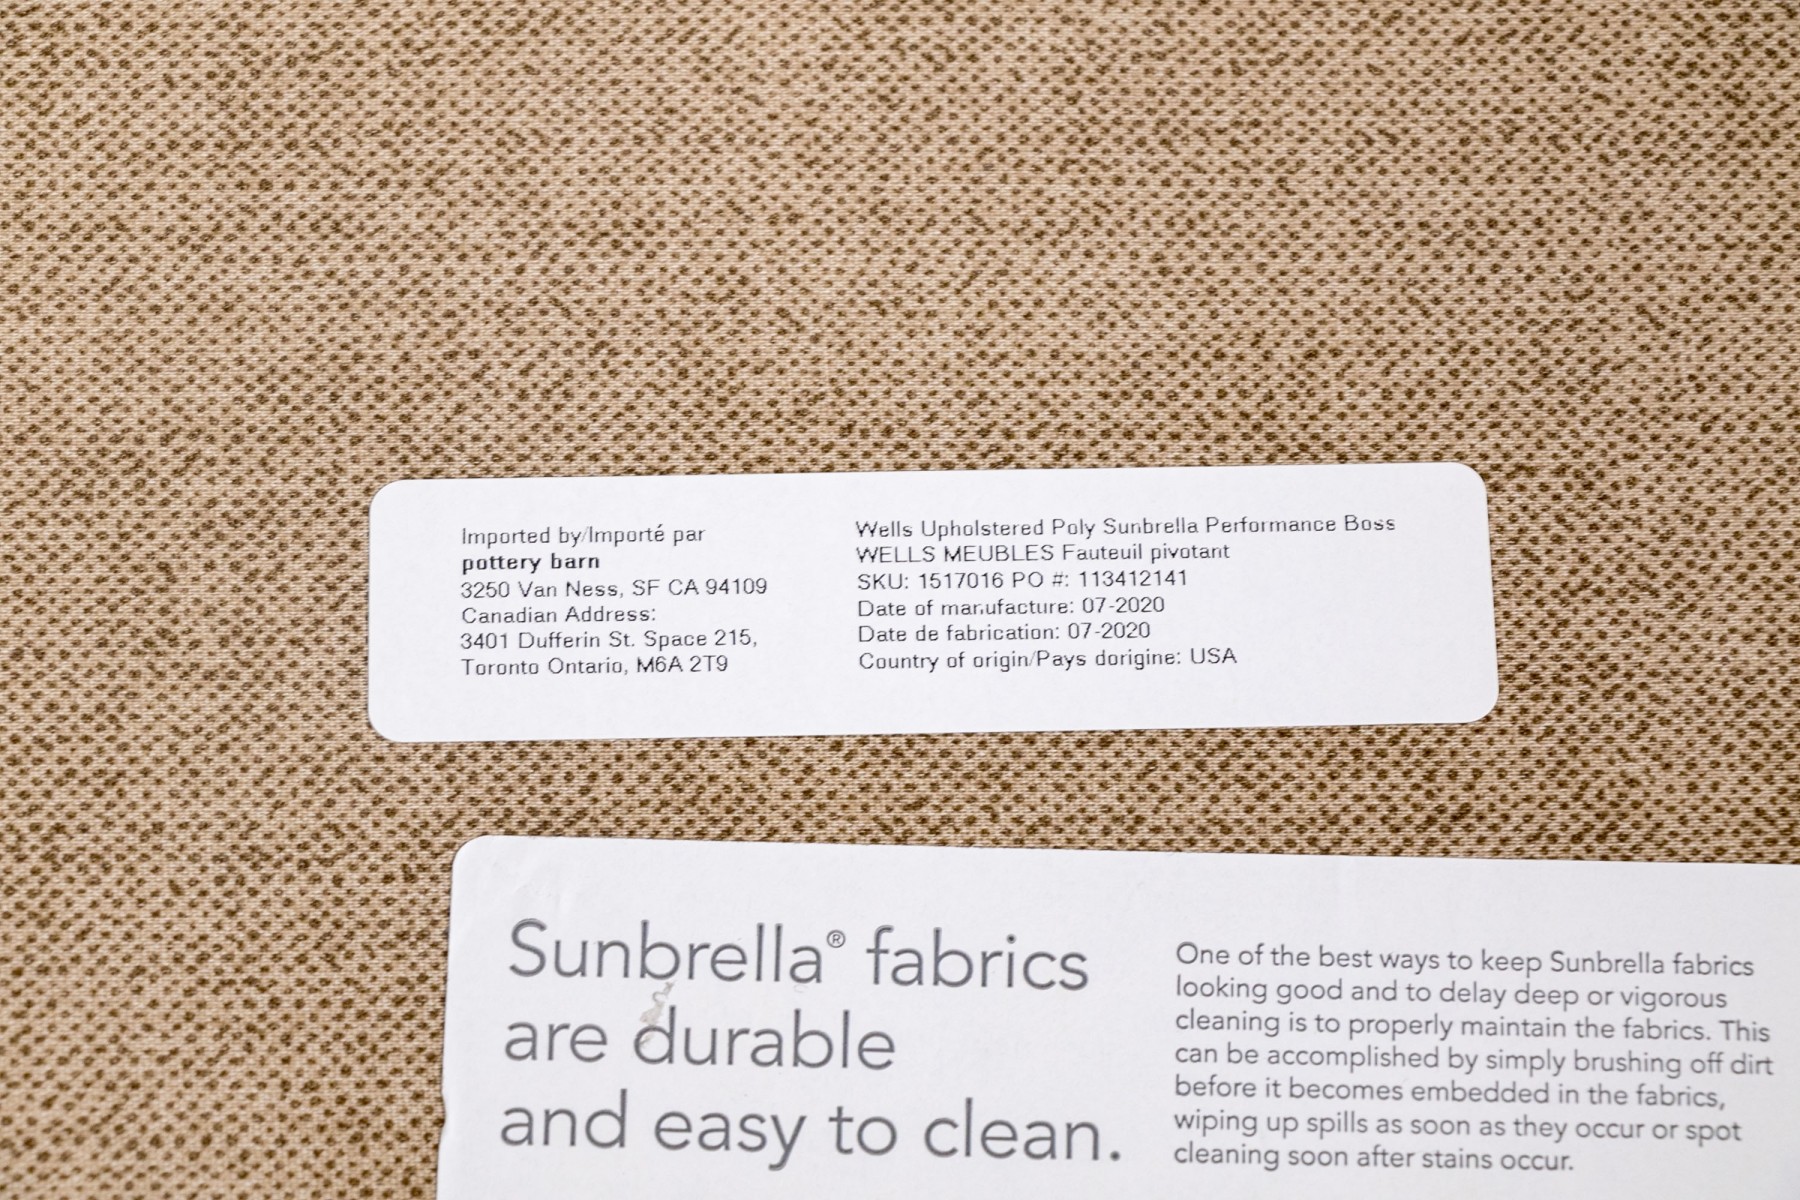 Imported by/Importé par
pottery barn
3250 Van Ness, SF CA 94109
Canadian Address:
3401 Dufferin St. Space 215,
Toronto Ontario, M6A 2T9
Wells Upholstered Poly Sunbrella Performance Boss
WELLS MEUBLES Fauteuil pivotant
SKU: 1517016 PO #: 113412141
Date of manufacture: 07-2020
Date de fabrication: 07-2020
Country of origin/Pays dorigine: USA
Sunbrella® fabrics
are durable
and easy to clean.
One of the best ways to keep Sunbrella fabrics
looking good and to delay deep or vigorous
cleaning is to properly maintain the fabrics. This
can be accomplished by simply brushing off dirt
before it becomes embedded in the fabrics,
wiping up spills as soon as they occur or spot
cleaning soon after stains occur.